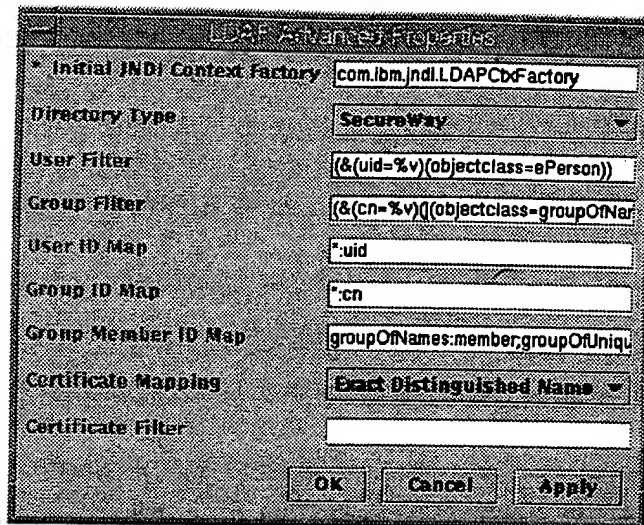 LDAP Advanced Properties
* Initial JNDI Context Factory com.ibm.jndi.LDAPCtxFactory
Directory Type SecureWay
User Filter (&(uid=%v)(objectclass=ePerson))
Group Filter (&(cn=%v)(|(objectclass=groupOfNar
User ID Map *:uid
Group ID Map *:cn
Group Member ID Map groupOfNames:member;groupOfUniqu
Certificate Mapping Exact Distinguished Name
Certificate Filter
OK Cancel Apply